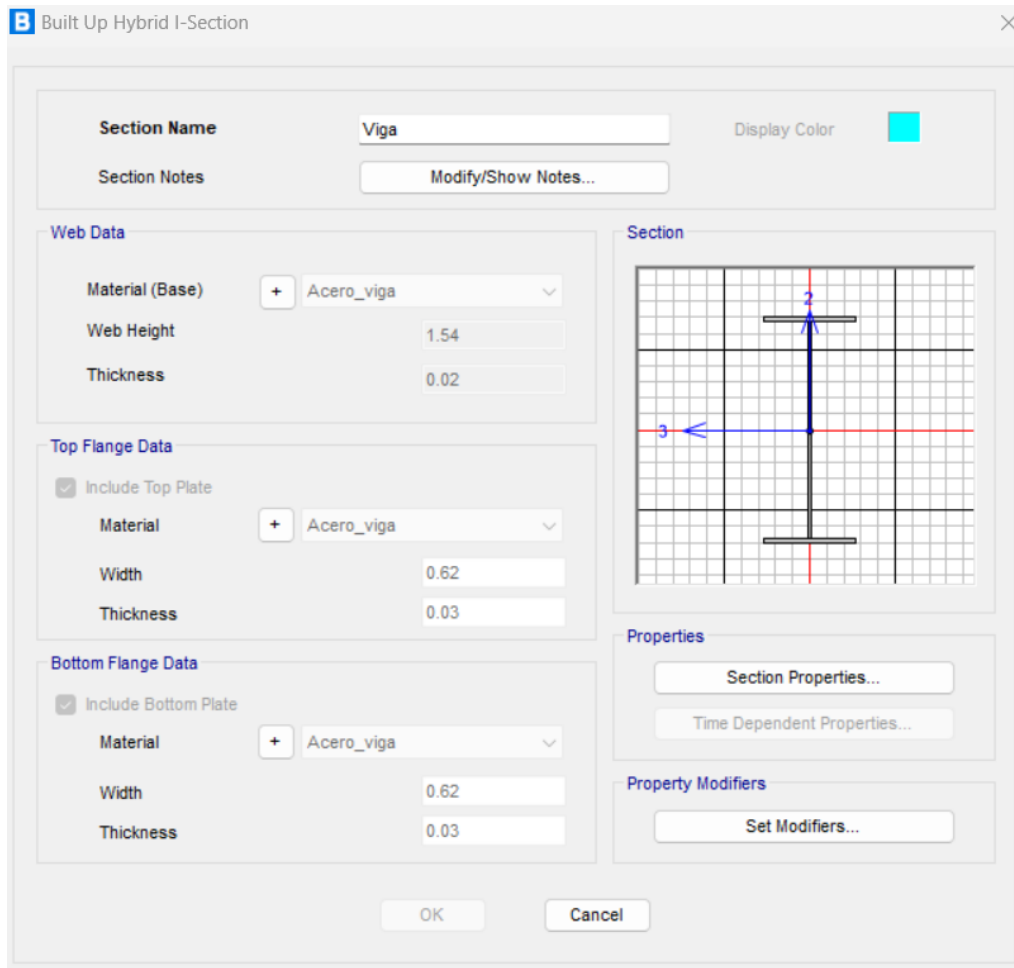 B Built Up Hybrid I-Section
Section Name Viga Display Color
Section Notes Modify/Show Notes...
Web Data
Material (Base) + Acero_viga
Web Height 1.54
Thickness 0.02
Top Flange Data
Include Top Plate
Material + Acero_viga
Width 0.62
Thickness 0.03
Bottom Flange Data
Include Bottom Plate
Material + Acero_viga
Width 0.62
Thickness 0.03
Section
2
3
Properties
Section Properties...
Time Dependent Properties...
Property Modifiers
Set Modifiers...
OK Cancel